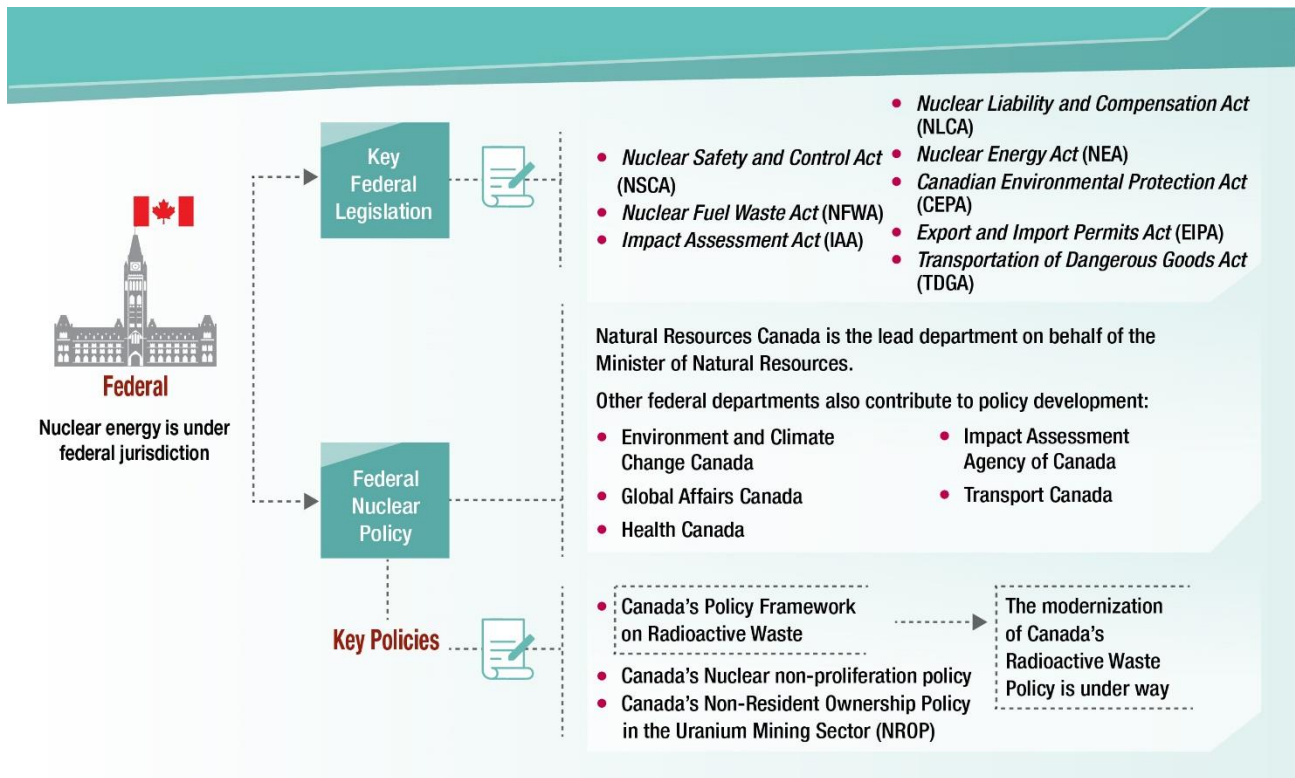 Federal
Nuclear energy is under
federal jurisdiction
Key
Federal
Legislation
• Nuclear Safety and Control Act
(NSCA)
• Nuclear Fuel Waste Act (NFWA)
• Impact Assessment Act (IAA)
• Nuclear Liability and Compensation Act
(NLCA)
• Nuclear Energy Act (NEA)
• Canadian Environmental Protection Act
(CEPA)
• Export and Import Permits Act (EIPA)
• Transportation of Dangerous Goods Act
(TDGA)
Federal
Nuclear
Policy
Natural Resources Canada is the lead department on behalf of the
Minister of Natural Resources.
Other federal departments also contribute to policy development:
• Environment and Climate
Change Canada
• Global Affairs Canada
• Health Canada
• Impact Assessment
Agency of Canada
• Transport Canada
Key Policies
• Canada’s Policy Framework
on Radioactive Waste
• Canada’s Nuclear non-proliferation policy
• Canada’s Non-Resident Ownership Policy
in the Uranium Mining Sector (NROP)
The modernization
of Canada’s
Radioactive Waste
Policy is under way